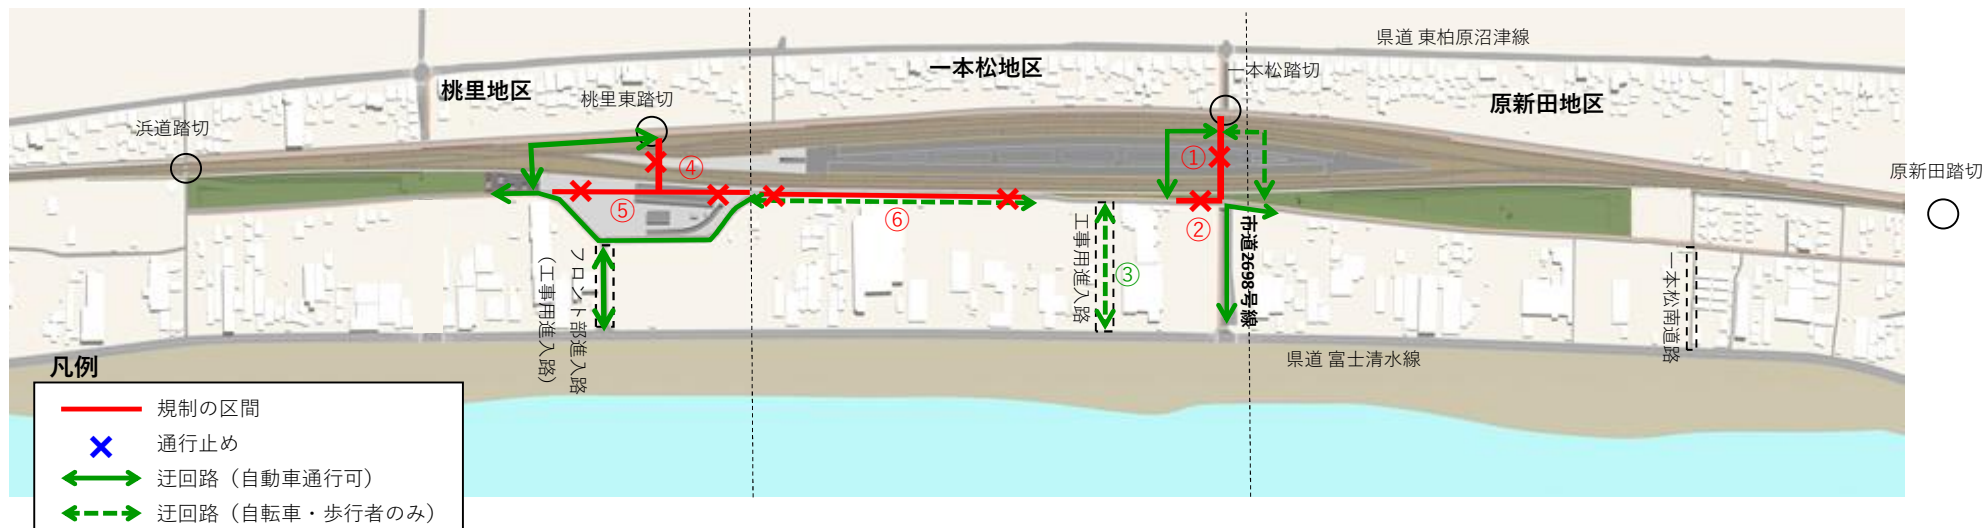 県道 東柏原沼津線
一本松地区
一本松踏切
桃里地区
桃里東踏切
原新田地区
浜道踏切
原新田踏切
①
④
⑤
⑥
②
③
市道2698号線
工事用進入路
フロント部進入路
（工事用進入路）
一本松南道路
県道 富士清水線
凡例
規制の区間
通行止め
迂回路（自動車通行可）
迂回路（自転車・歩行者のみ）